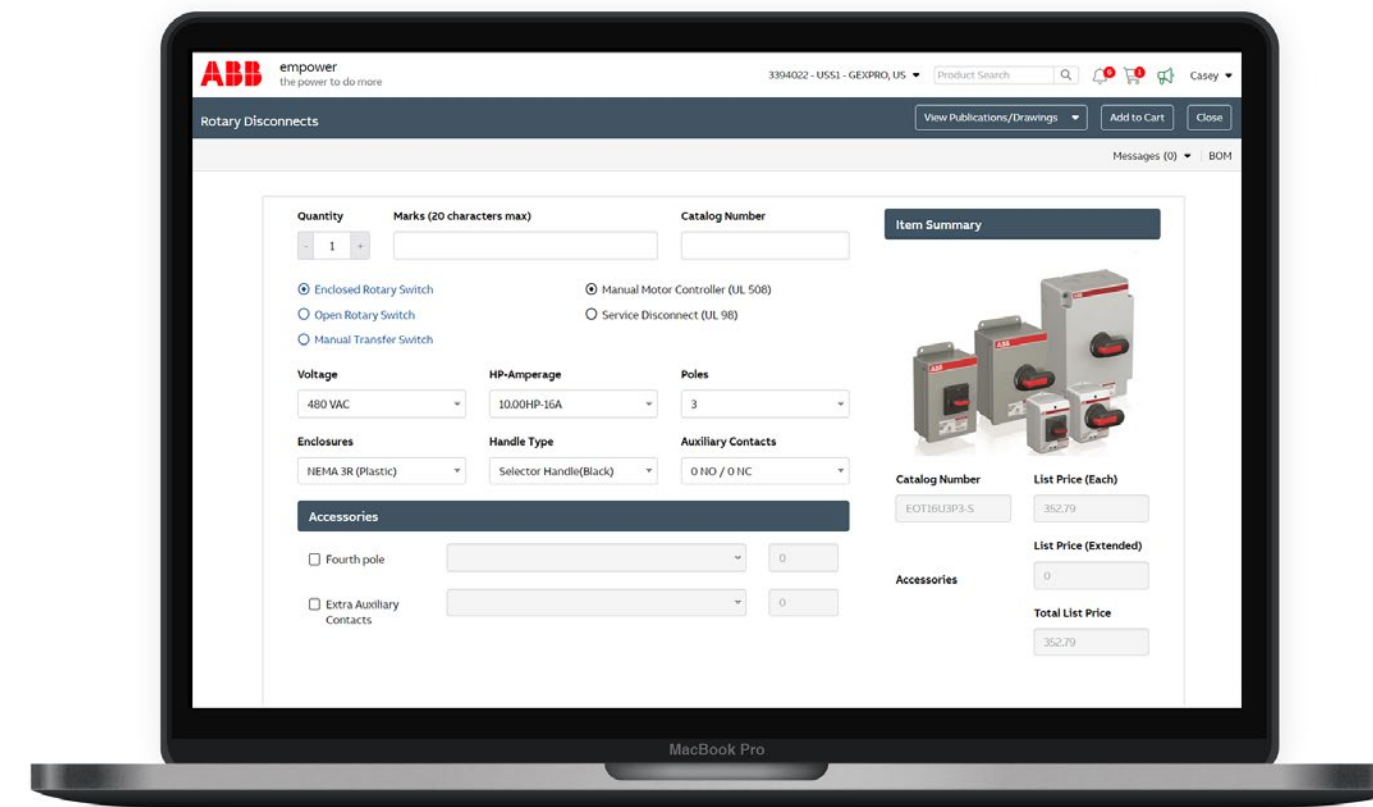 ABB
empower
the power to do more
3394022 - USS1 - GEXPRO, US
Product Search
Casey
Rotary Disconnects
View Publications/Drawings
Add to Cart
Close
Messages (0)
BOM
Quantity
Marks (20 characters max)
Catalog Number
- 1 +
Enclosed Rotary Switch
Open Rotary Switch
Manual Transfer Switch
Manual Motor Controller (UL 508)
Service Disconnect (UL 98)
Voltage
HP-Amperage
Poles
480 VAC
10.00HP-16A
3
Enclosures
Handle Type
Auxiliary Contacts
NEMA 3R (Plastic)
Selector Handle(Black)
0 NO / 0 NC
Accessories
Fourth pole
0
Extra Auxiliary
Contacts
0
Item Summary
ABB
ABB
ABB
Catalog Number
List Price (Each)
EOT16U3P3-S
352.79
List Price (Extended)
Accessories
0
Total List Price
352.79
MacBook Pro